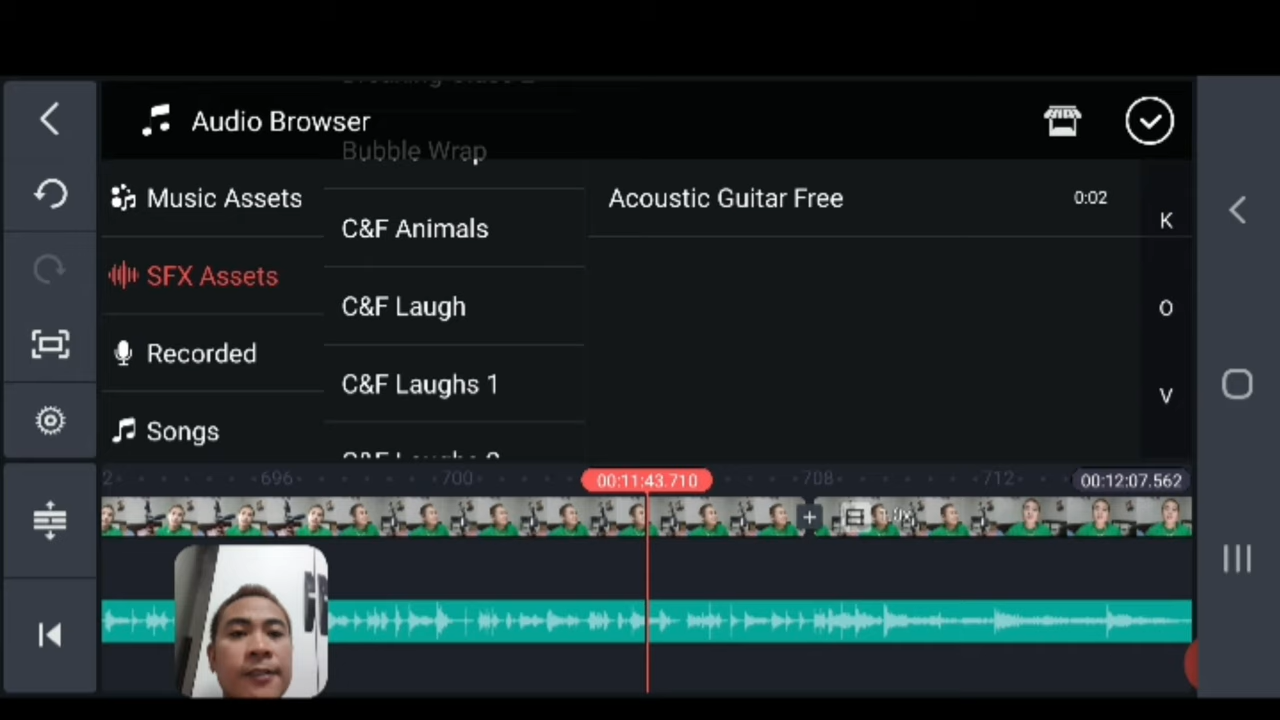 Audio Browser
Bubble Wrap
Music Assets
Acoustic Guitar Free
0:02
K
C&F Animals
SFX Assets
C&F Laugh
O
Recorded
C&F Laughs 1
V
Songs
696
700
00:11:43.710
708
712
00:12:07.562